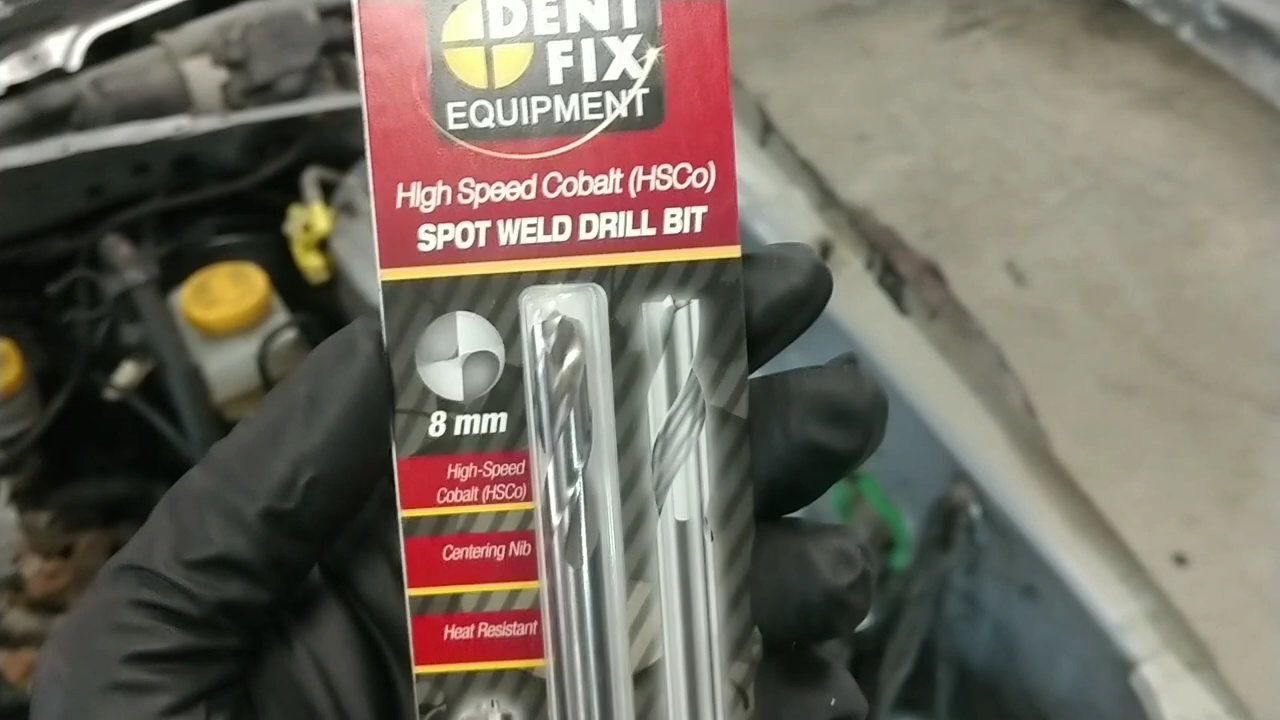 DENT
FIX
EQUIPMENT
High Speed Cobalt (HSCo)
SPOT WELD DRILL BIT
8 mm
High-Speed
Cobalt (HSCo)
Centering Nib
Heat Resistant